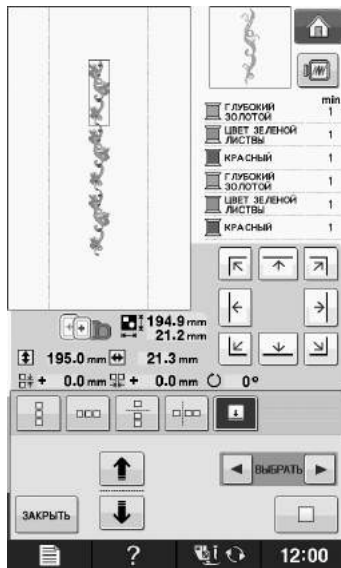 min
ГЛУБОКИЙ
ЗОЛОТОЙ
1
ЦВЕТ ЗЕЛЕНОЙ
ЛИСТВЫ
1
КРАСНЫЙ
1
ГЛУБОКИЙ
ЗОЛОТОЙ
1
ЦВЕТ ЗЕЛЕНОЙ
ЛИСТВЫ
1
КРАСНЫЙ
1
194.9 mm
21.2 mm
195.0 mm 21.3 mm
+ 0.0 mm + 0.0 mm 0°
ВЫБРАТЬ
ЗАКРЫТЬ
? 12:00